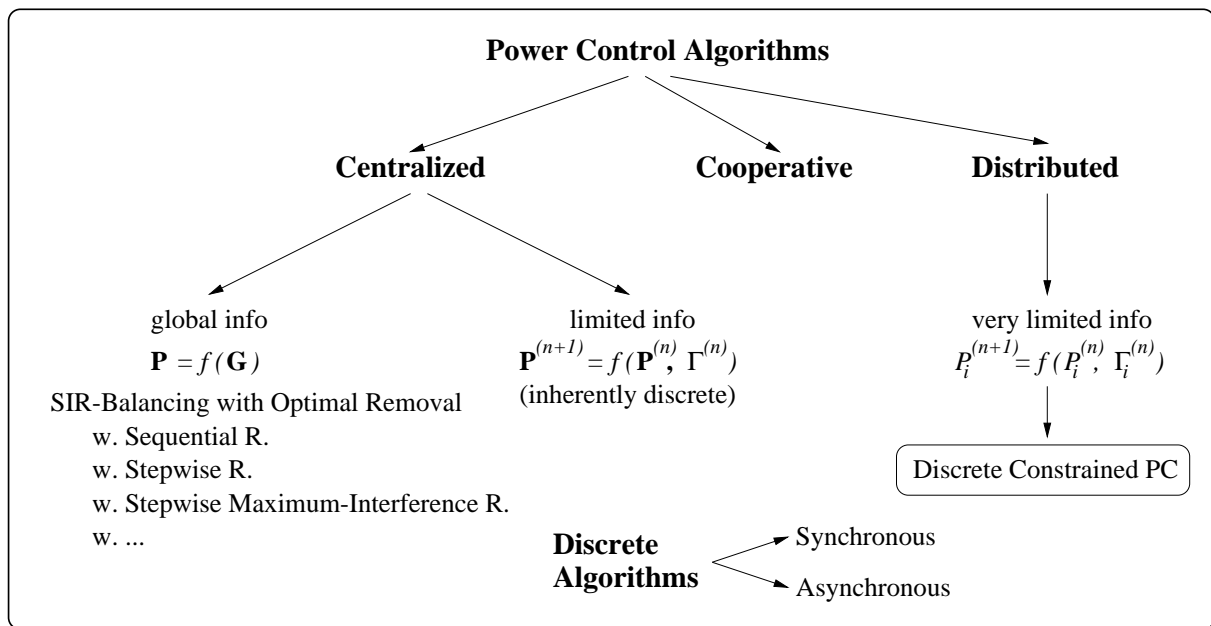 Power Control Algorithms
Centralized
Cooperative
Distributed
global info
P = f(G)
SIR-Balancing with Optimal Removal
w. Sequential R.
w. Stepwise R.
w. Stepwise Maximum-Interference R.
w. ...
limited info
P^(n+1) = f(P^(n), Γ^(n))
(inherently discrete)
very limited info
P_i^(n+1) = f(P_i^(n), Γ_i^(n))
Discrete Constrained PC
Discrete
Algorithms
Synchronous
Asynchronous